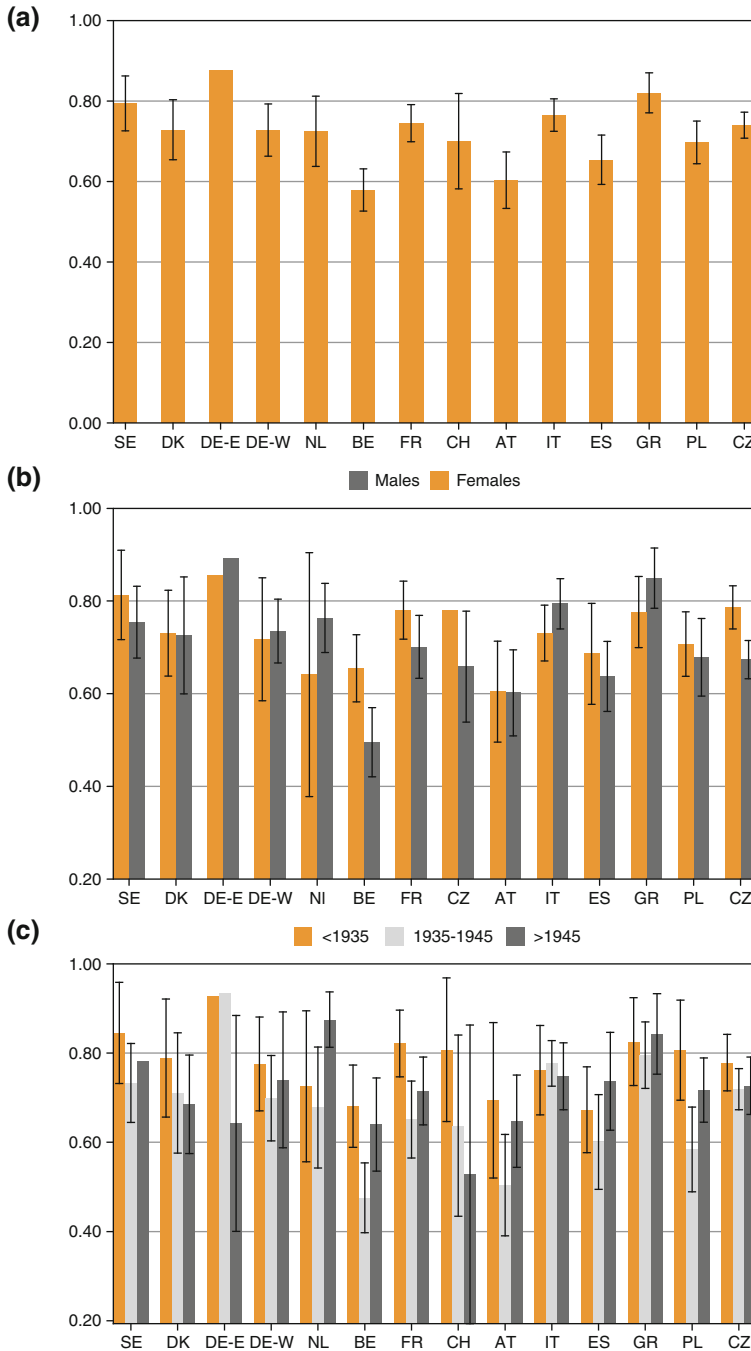 (a)
1.00
0.80
0.60
0.40
0.20
0.00
SE DK DE-E DE-W NL BE FR CH AT IT ES GR PL CZ
(b)
Males Females
1.00
0.80
0.60
0.40
0.20
SE DK DE-E DE-W NI BE FR CZ AT IT ES GR PL CZ
(c)
<1935 1935-1945 >1945
1.00
0.80
0.60
0.40
0.20
SE DK DE-E DE-W NL BE FR CH AT IT ES GR PL CZ